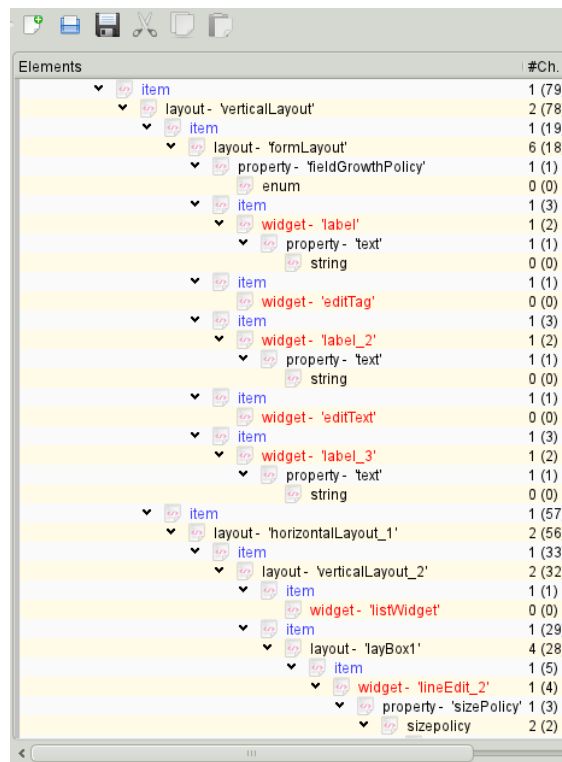 Elements #Ch.
item 1 (79
layout - 'verticalLayout' 2 (78
item 1 (19
layout - 'formLayout' 6 (18
property - 'fieldGrowthPolicy' 1 (1)
enum 0 (0)
item 1 (3)
widget - 'label' 1 (2)
property - 'text' 1 (1)
string 0 (0)
item 1 (1)
widget - 'editTag' 0 (0)
item 1 (3)
widget - 'label_2' 1 (2)
property - 'text' 1 (1)
string 0 (0)
item 1 (1)
widget - 'editText' 0 (0)
item 1 (3)
widget - 'label_3' 1 (2)
property - 'text' 1 (1)
string 0 (0)
item 1 (57
layout - 'horizontalLayout_1' 2 (56
item 1 (33
layout - 'verticalLayout_2' 2 (32
item 1 (1)
widget - 'listWidget' 0 (0)
item 1 (29
layout - 'layBox1' 4 (28
item 1 (5)
widget - 'lineEdit_2' 1 (4)
property - 'sizePolicy' 1 (3)
sizepolicy 2 (2)